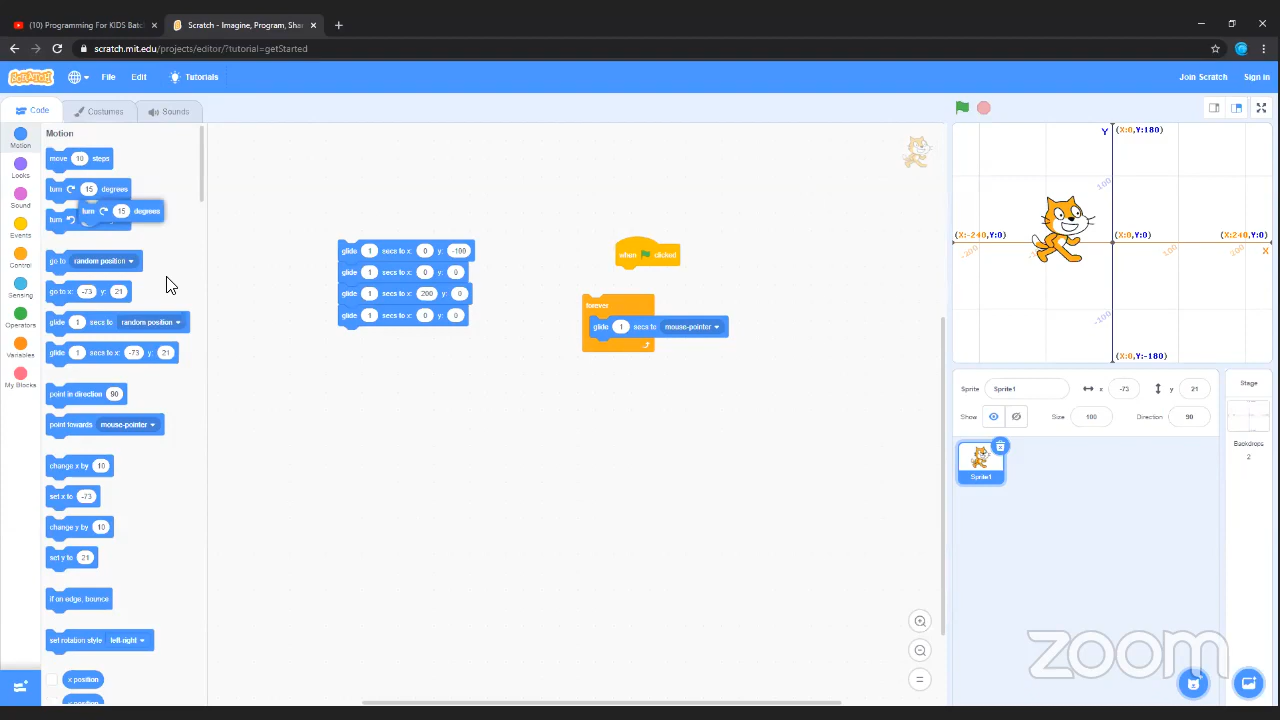 (10) Programming For KIDS Batc
Scratch - Imagine, Program, Shar
scratch.mit.edu/projects/editor/?tutorial=getStarted
SCRATCH
File
Edit
Tutorials
Join Scratch
Sign in
Code
Costumes
Sounds
Motion
Looks
Sound
Events
Control
Sensing
Operators
Variables
My Blocks
Motion
move 10 steps
turn 15 degrees
turn 15 degrees
turn
go to random position
go to x: -73 y: 21
glide 1 secs to random position
glide 1 secs to x: -73 y: 21
point in direction 90
point towards mouse-pointer
change x by 10
set x to -73
change y by 10
set y to 21
if on edge, bounce
set rotation style left-right
x position
glide 1 secs to x: 0 y: -100
glide 1 secs to x: 0 y: 0
glide 1 secs to x: 200 y: 0
glide 1 secs to x: 0 y: 0
when clicked
forever
glide 1 secs to mouse-pointer
Y (X:0,Y:180)
100
(X:-240,Y:0) (X:0,Y:0) (X:240,Y:0)
-200 -100 100 200 X
-100
(X:0,Y:-180)
Sprite Sprite1 x -73 y 21
Show Size 100 Direction 90
Sprite1
Stage
Backdrops
2
zoom